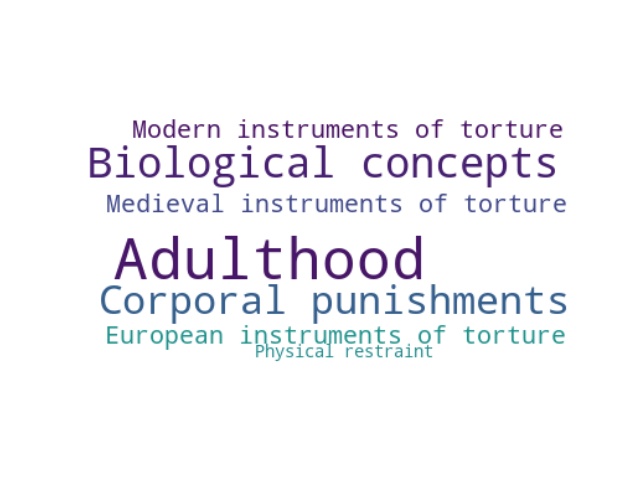 Modern instruments of torture
Biological concepts
Medieval instruments of torture
Adulthood
Corporal punishments
European instruments of torture
Physical restraint